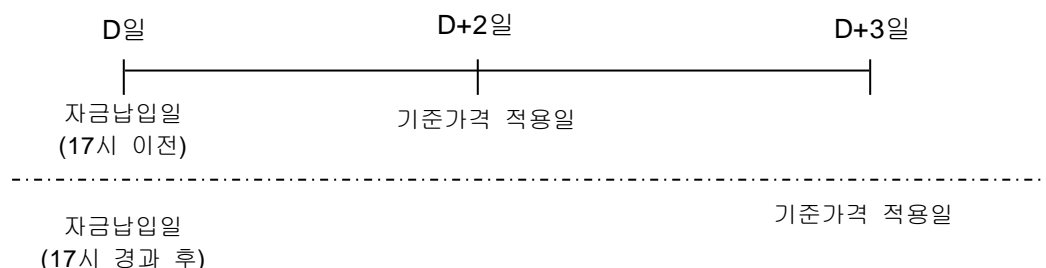 D일 D+2일 D+3일
자금납입일 기준가격 적용일
(17시 이전)
기준가격 적용일
자금납입일
(17시 경과 후)